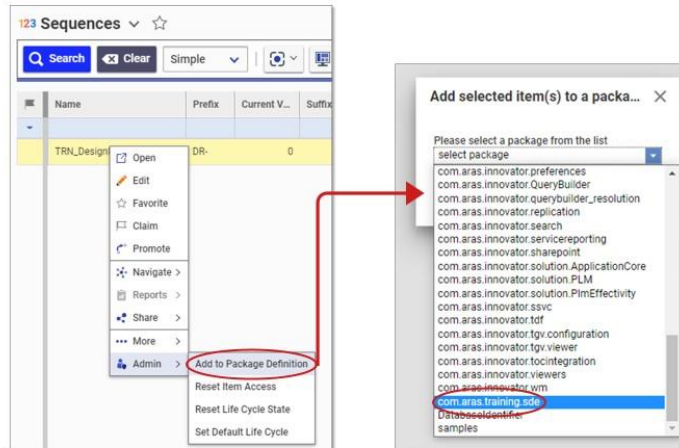 123 Sequences
Search Clear Simple
Name Prefix Current V... Suffix
DR- 0
Open
Edit
Favorite
Claim
Promote
Navigate >
Reports >
Share >
More >
Admin >
Add to Package Definition
Reset Item Access
Reset Life Cycle State
Set Default Life Cycle
Add selected item(s) to a packa... ×
Please select a package from the list
select package
com.aras.innovator.preferences
com.aras.innovator.QueryBuilder
com.aras.innovator.querybuilder_resolution
com.aras.innovator.replication
com.aras.innovator.search
com.aras.innovator.servicereporting
com.aras.innovator.sharepoint
com.aras.innovator.solution.ApplicationCore
com.aras.innovator.solution.PLM
com.aras.innovator.solution.PlmEffectivity
com.aras.innovator.ssvc
com.aras.innovator.tdf
com.aras.innovator.tgv.configuration
com.aras.innovator.tgv.viewer
com.aras.innovator.tocintegration
com.aras.innovator.viewers
com.aras.innovator.wm
com.aras.training.sde
DatabaseIdentifier
samples